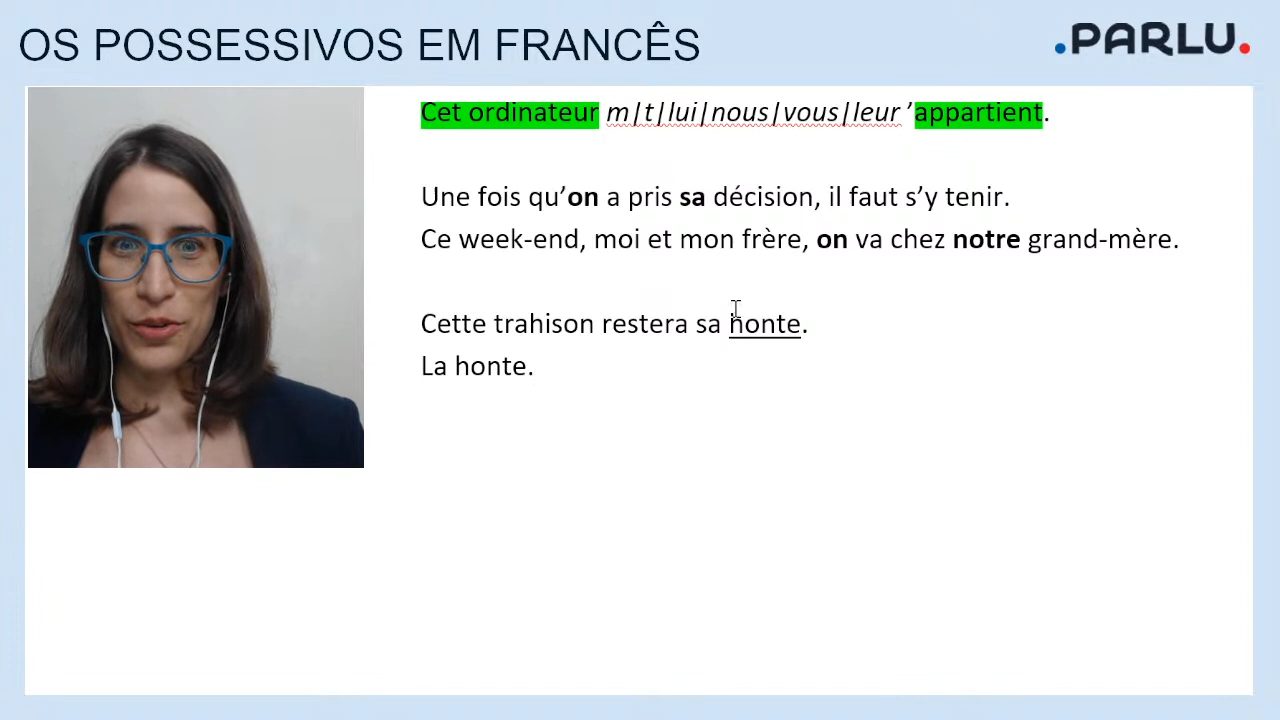 OS POSSESSIVOS EM FRANCÊS
.PARLU.
Cet ordinateur m|t|lui|nous|vous|leur ’appartient.
Une fois qu’on a pris sa décision, il faut s’y tenir.
Ce week-end, moi et mon frère, on va chez notre grand-mère.
Cette trahison restera sa honte.
La honte.